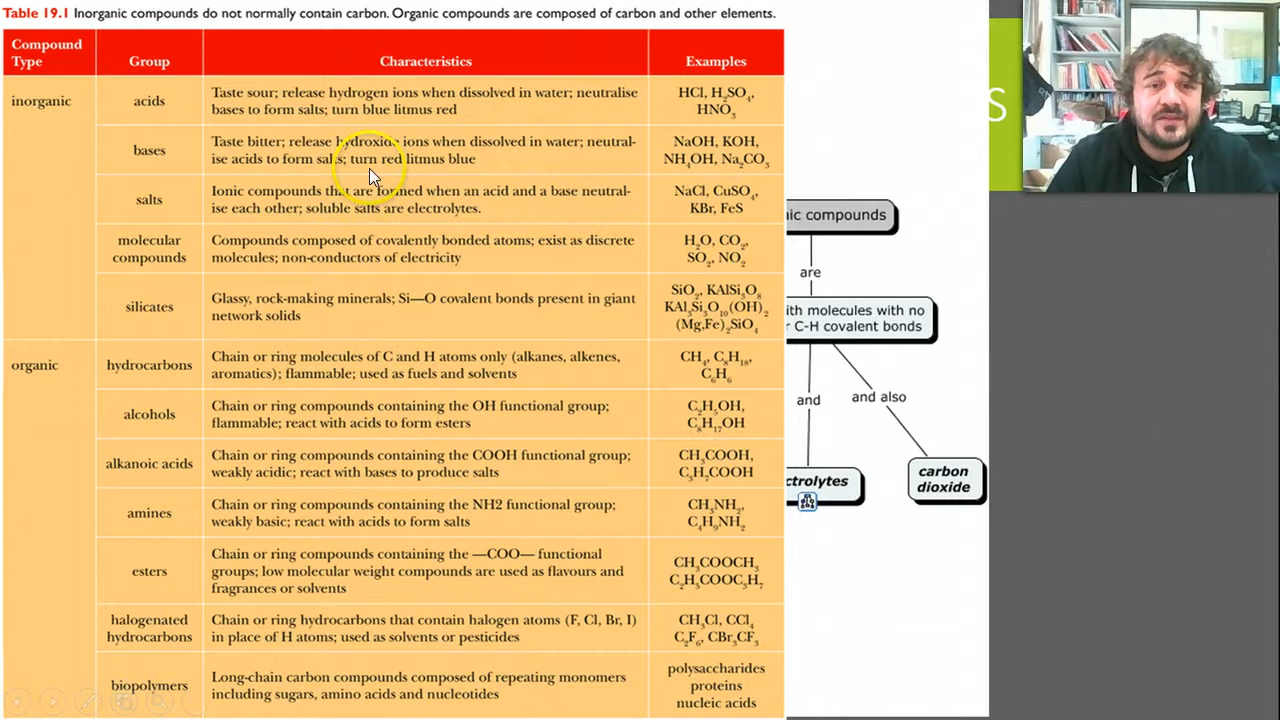 Table 19.1 Inorganic compounds do not normally contain carbon. Organic compounds are composed of carbon and other elements.
Compound
Type
Group
Characteristics
Examples
inorganic
acids
Taste sour; release hydrogen ions when dissolved in water; neutralise
bases to form salts; turn blue litmus red
HCl, H₂SO₄,
HNO₃
bases
Taste bitter; release hydroxide ions when dissolved in water; neutral-
ise acids to form salts; turn red litmus blue
NaOH, KOH,
NH₄OH, Na₂CO₃
salts
Ionic compounds that are formed when an acid and a base neutral-
ise each other; soluble salts are electrolytes.
NaCl, CuSO₄,
KBr, FeS
molecular
compounds
Compounds composed of covalently bonded atoms; exist as discrete
molecules; non-conductors of electricity
H₂O, CO₂,
SO₂, NO₂
silicates
Glassy, rock-making minerals; Si—O covalent bonds present in giant
network solids
SiO₂, KAlSi₃O₈
KAl₃Si₃O₁₀(OH)₂
(Mg,Fe)₂SiO₄
organic
hydrocarbons
Chain or ring molecules of C and H atoms only (alkanes, alkenes,
aromatics); flammable; used as fuels and solvents
CH₄, C₈H₁₈,
C₆H₆
alcohols
Chain or ring compounds containing the OH functional group;
flammable; react with acids to form esters
C₂H₅OH,
C₈H₁₇OH
alkanoic acids
Chain or ring compounds containing the COOH functional group;
weakly acidic; react with bases to produce salts
CH₃COOH,
C₃H₇COOH
amines
Chain or ring compounds containing the NH2 functional group;
weakly basic; react with acids to form salts
CH₃NH₂,
C₄H₉NH₂
esters
Chain or ring compounds containing the —COO— functional
groups; low molecular weight compounds are used as flavours and
fragrances or solvents
CH₃COOCH₃
C₂H₅COOC₃H₇
halogenated
hydrocarbons
Chain or ring hydrocarbons that contain halogen atoms (F, Cl, Br, I)
in place of H atoms; used as solvents or pesticides
CH₃Cl, CCl₄
C₂F₆, CBr₃CF₃
biopolymers
Long-chain carbon compounds composed of repeating monomers
including sugars, amino acids and nucleotides
polysaccharides
proteins
nucleic acids
S
nic compounds
are
ith molecules with no
r C-H covalent bonds
and
and also
ctrolytes
carbon
dioxide